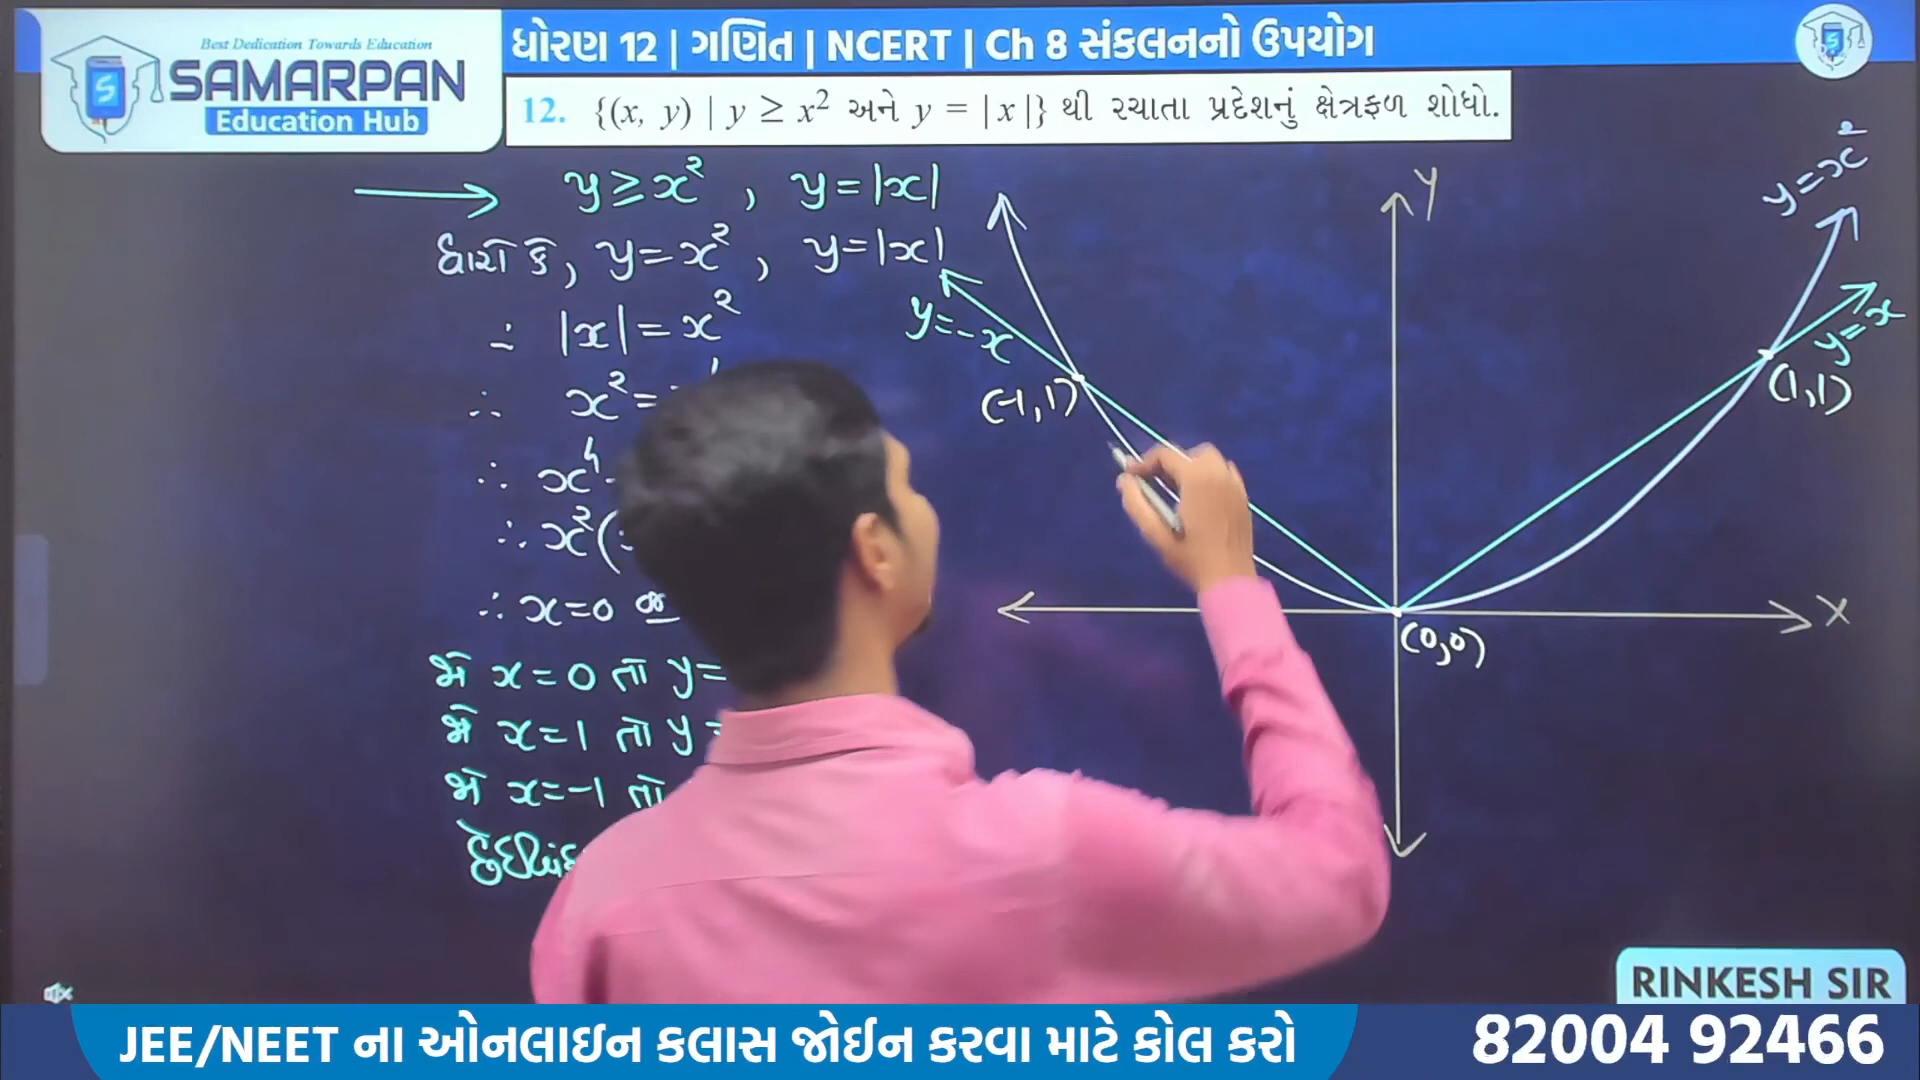 Best Dedication Towards Education
SAMARPAN
Education Hub
ધોરણ 12 | ગણિત | NCERT | Ch 8 સંકલનનો ઉપયોગ
12. {(x, y) | y ≥ x² અને y = | x |} થી રચાતા પ્રદેશનું ક્ષેત્રફળ શોધો.
y ≥ x² , y = |x|
ધારો કે, y = x² , y = |x|
∴ |x| = x²
∴ x² =
∴ x⁴
∴ x²(
∴ x = 0 or
જો x = 0 તો y =
જો x = 1 તો y =
જો x = -1 તો
y = x²
Y
y = -x
y = x
(-1, 1)
(1, 1)
X
(0, 0)
RINKESH SIR
JEE/NEET ના ઓનલાઇન કલાસ જોઈન કરવા માટે કોલ કરો
82004 92466